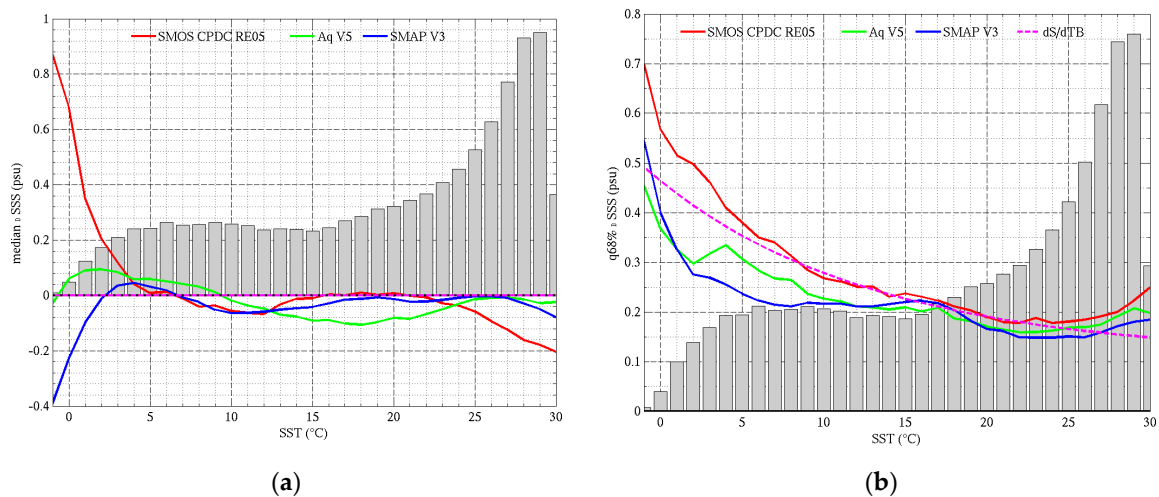 SMOS CPDC RE05 Aq V5 SMAP V3
median D SSS (psu)
1
0.8
0.6
0.4
0.2
0
-0.2
-0.4
0 5 10 15 20 25 30
SST (°C)
(a)
SMOS CPDC RE05 Aq V5 SMAP V3 dS/dTB
q68% D SSS (psu)
0.8
0.7
0.6
0.5
0.4
0.3
0.2
0.1
0
0 5 10 15 20 25 30
SST (°C)
(b)